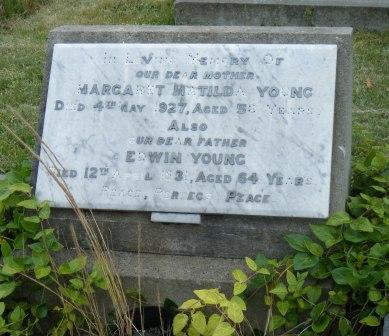 In Loving Memory Of
Our Dear Mother
Margaret Matilda Young
Died 4th May 1927, Aged 58 Years.
Also
Our Dear Father
Edwin Young
Died 12th April Aged 64 Years
Peace, Perfect Peace